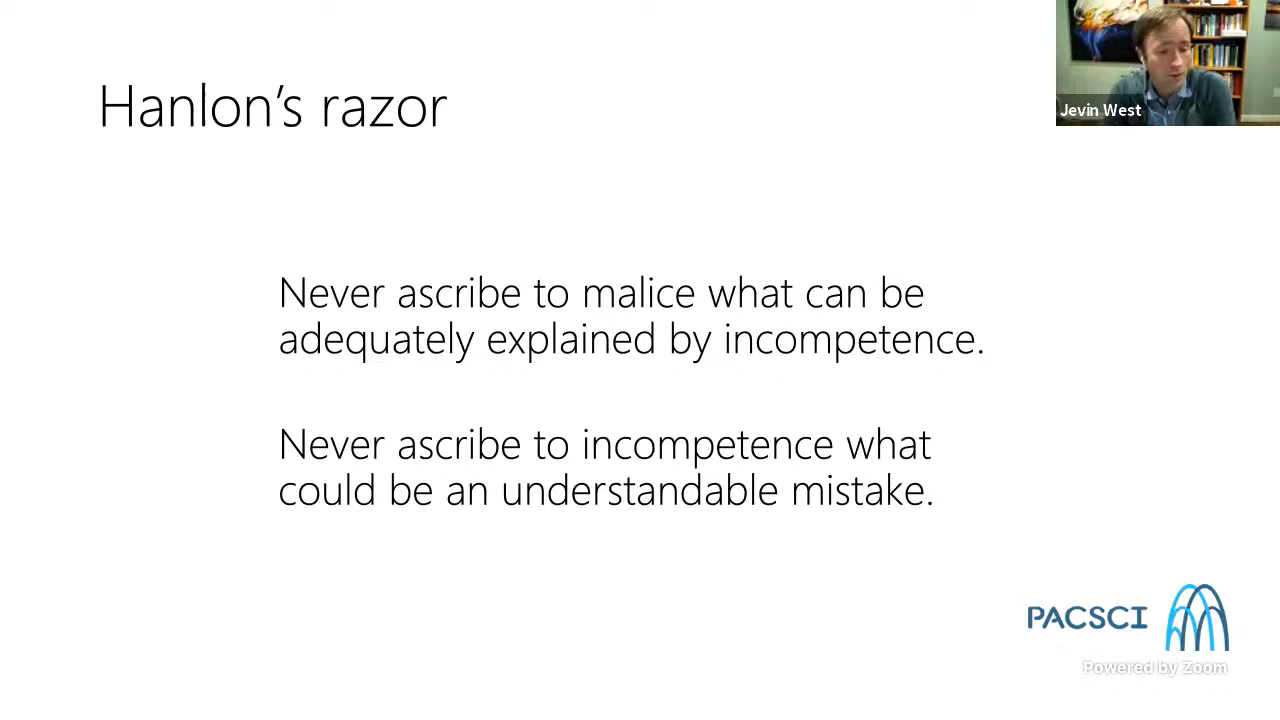 Hanlon’s razor
Jevin West
Never ascribe to malice what can be
adequately explained by incompetence.
Never ascribe to incompetence what
could be an understandable mistake.
PACSCI
Powered by Zoom